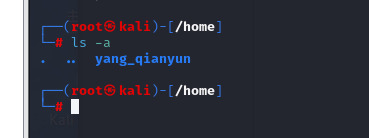 ┌──(root㉿kali)-[/home]
└─# ls -a
.  ..  yang_qianyun
┌──(root㉿kali)-[/home]
└─#